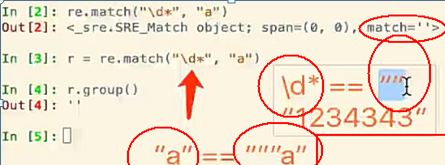 In [2]: re.match("\d*", "a")
Out[2]: <_sre.SRE_Match object; span=(0, 0), match=''>
In [3]: r = re.match("\d*", "a")
In [4]: r.group()
Out[4]: ''
In [5]:
\d* == ""
"1234343"
"a"== """"a"